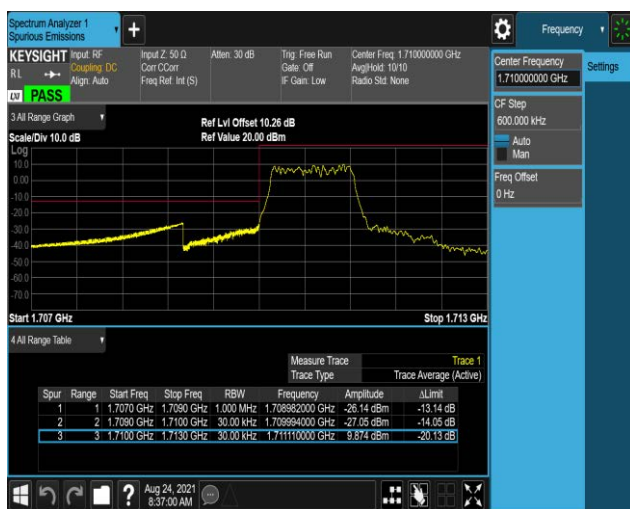 Spectrum Analyzer 1
Spurious Emissions
+
Frequency
KEYSIGHT Input: RF Input Z: 50 Ω Atten: 30 dB Trig: Free Run Center Freq: 1.710000000 GHz
RL Coupling: DC Corr CCorr Gate: Off Avg|Hold: 10/10
Align: Auto Freq Ref: Int (S) IF Gain: Low Radio Std: None
LXI PASS
Center Frequency
1.710000000 GHz
Settings
CF Step
600.000 kHz
Auto
Man
Freq Offset
0 Hz
3 All Range Graph
Ref Lvl Offset 10.26 dB
Scale/Div 10.0 dB Ref Value 20.00 dBm
Log
10.0
0.00
-10.0
-20.0
-30.0
-40.0
-50.0
-60.0
-70.0
Start 1.707 GHz Stop 1.713 GHz
4 All Range Table
Measure Trace Trace 1
Trace Type Trace Average (Active)
Spur Range Start Freq Stop Freq RBW Frequency Amplitude ΔLimit
1 1 1.7070 GHz 1.7090 GHz 1.000 MHz 1.708982000 GHz -26.14 dBm -13.14 dB
2 2 1.7090 GHz 1.7100 GHz 30.00 kHz 1.709994000 GHz -27.05 dBm -14.05 dB
3 3 1.7100 GHz 1.7130 GHz 30.00 kHz 1.711110000 GHz 9.874 dBm -20.13 dB
? Aug 24, 2021
8:37:00 AM